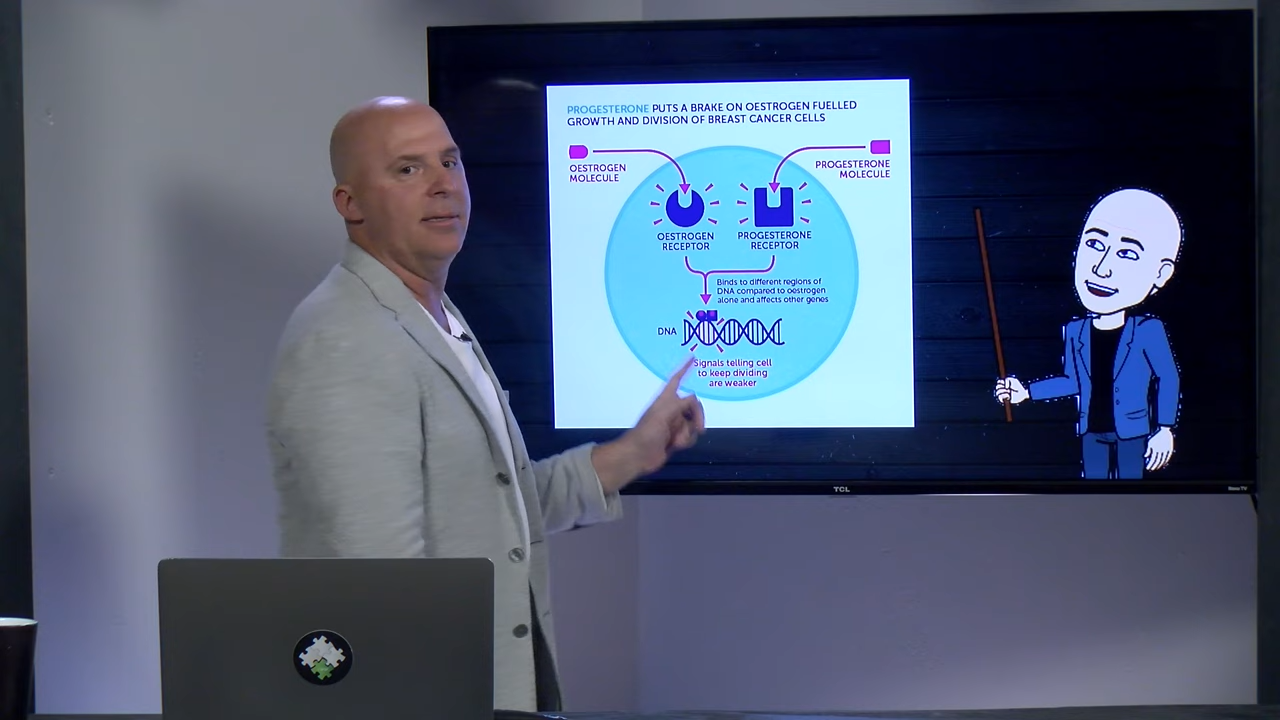 PROGESTERONE PUTS A BRAKE ON OESTROGEN FUELLED
GROWTH AND DIVISION OF BREAST CANCER CELLS
OESTROGEN
MOLECULE
PROGESTERONE
MOLECULE
OESTROGEN
RECEPTOR
PROGESTERONE
RECEPTOR
Binds to different regions of
DNA compared to oestrogen
alone and affects other genes
DNA
Signals telling cell
to keep dividing
are weaker
TCL
Roku TV